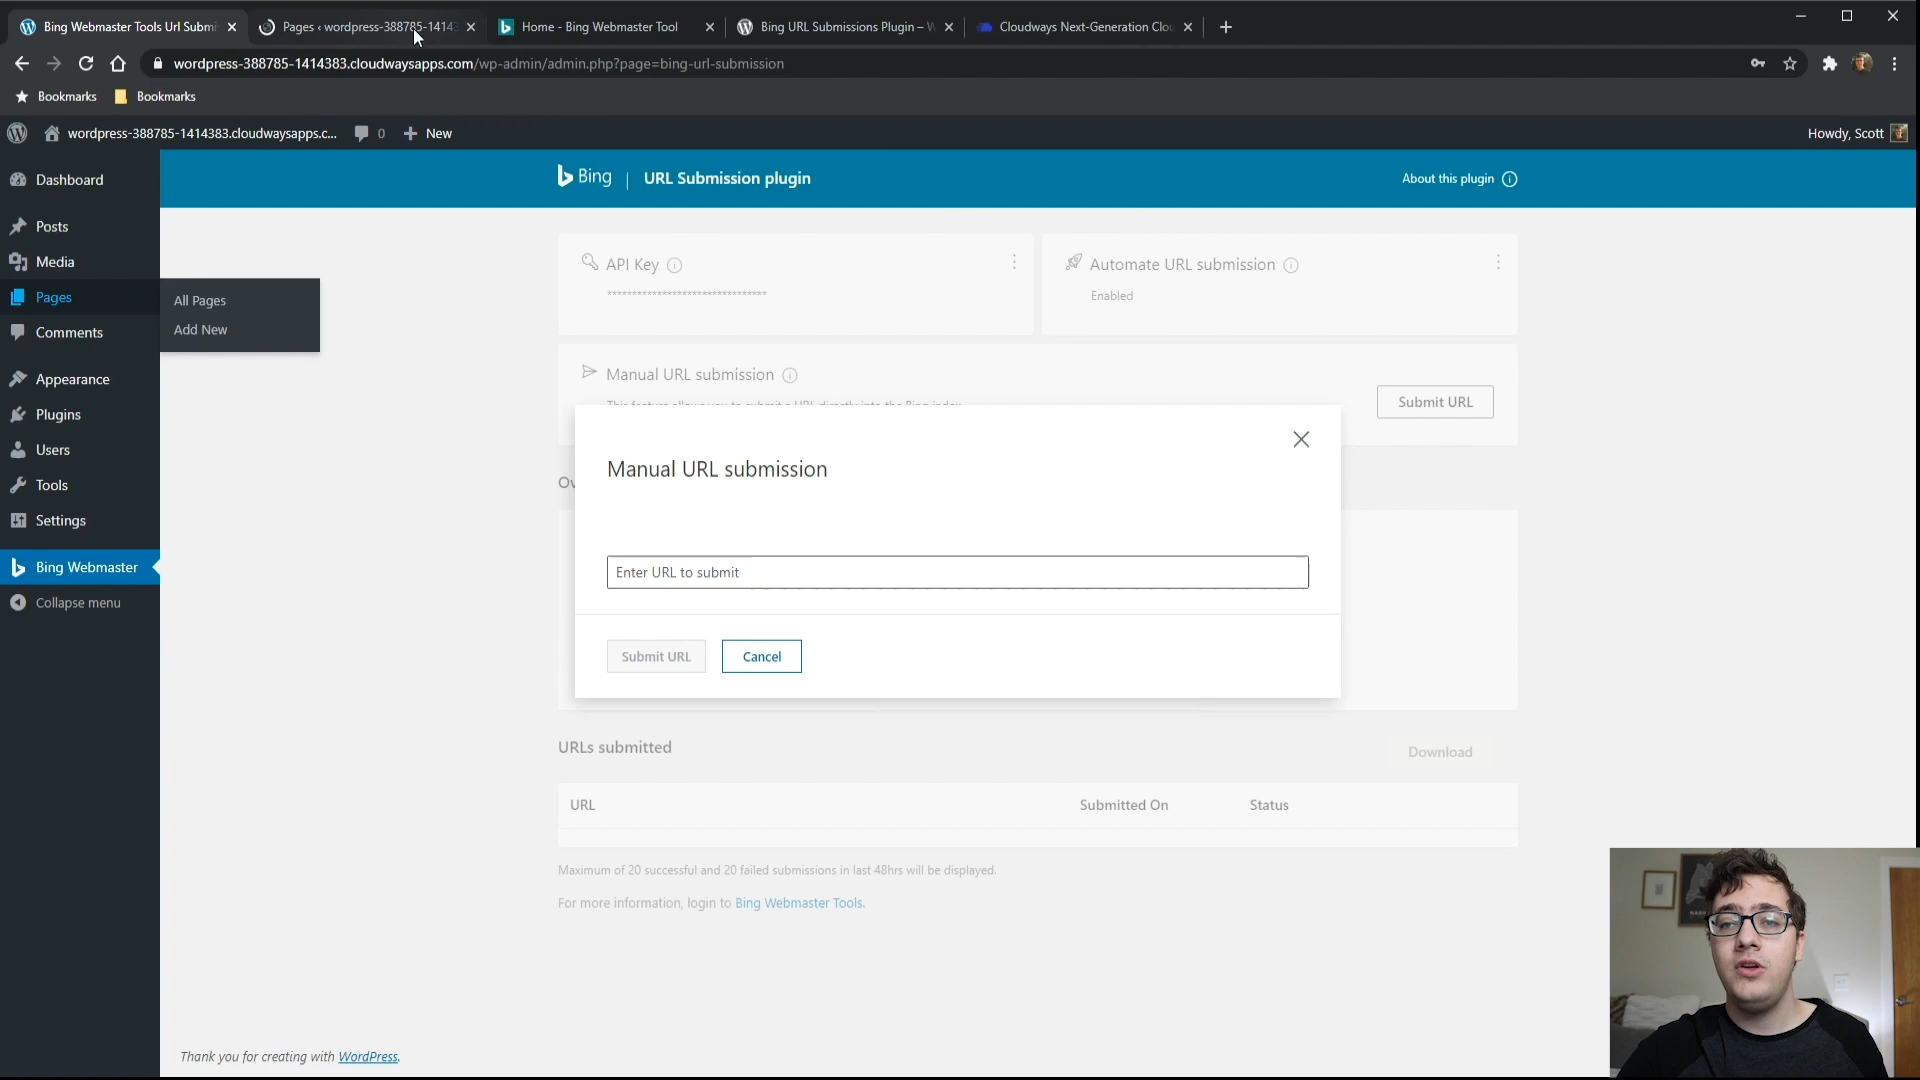 Bing Webmaster Tools Url Submi
Pages ‹ wordpress-388785-14143
Home - Bing Webmaster Tool
Bing URL Submissions Plugin – W
Cloudways Next-Generation Clou
wordpress-388785-1414383.cloudwaysapps.com/wp-admin/admin.php?page=bing-url-submission
Bookmarks
Bookmarks
wordpress-388785-1414383.cloudwaysapps.c...
0
New
Howdy, Scott
Dashboard
Posts
Media
Pages
All Pages
Add New
Comments
Appearance
Plugins
Users
Tools
Settings
Bing Webmaster
Collapse menu
Bing | URL Submission plugin
About this plugin
API Key
********************************
Automate URL submission
Enabled
Manual URL submission
This feature allows you to submit a URL directly into the Bing index
Submit URL
Ov
Manual URL submission
Enter URL to submit
Submit URL
Cancel
URLs submitted
Download
URL
Submitted On
Status
Maximum of 20 successful and 20 failed submissions in last 48hrs will be displayed.
For more information, login to Bing Webmaster Tools.
Thank you for creating with WordPress.